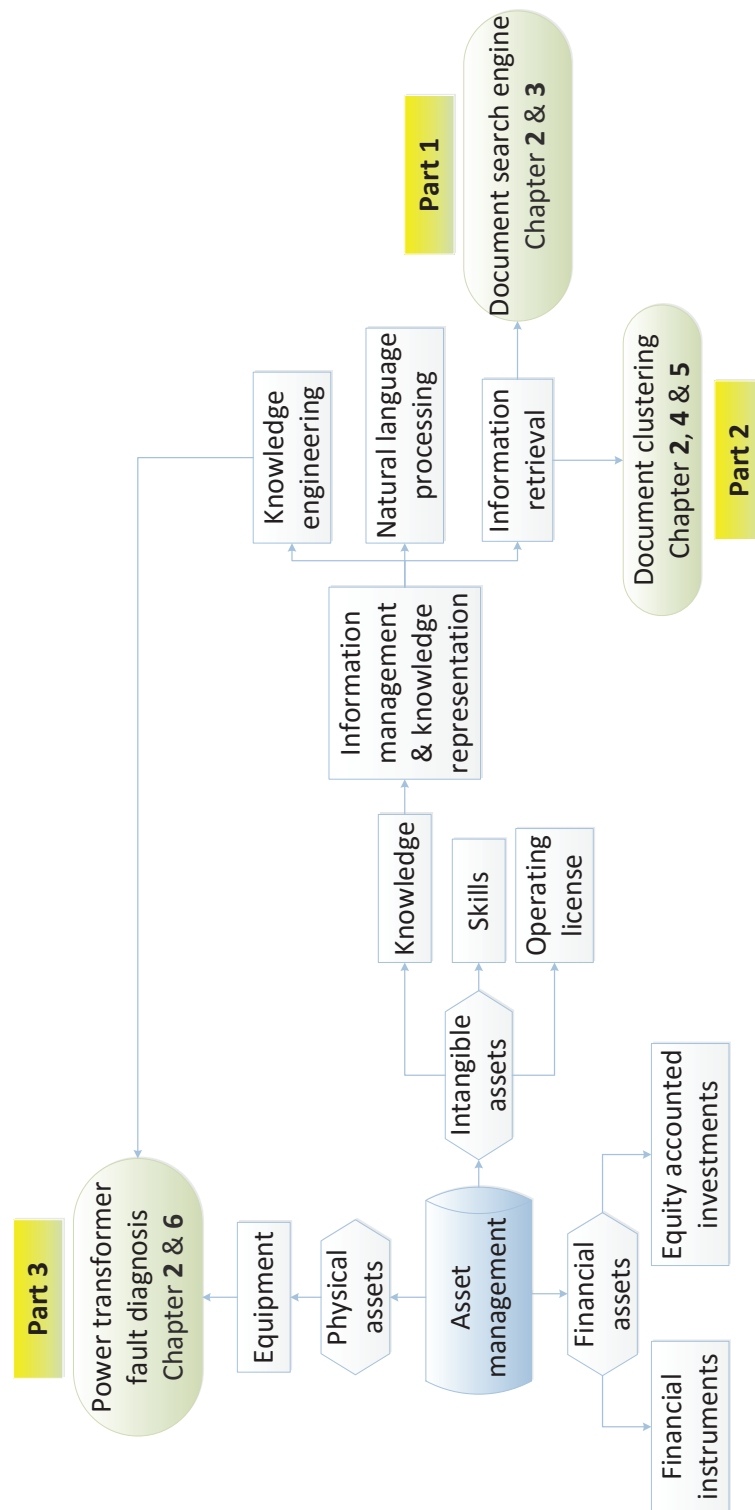 Part 3
Power transformer
fault diagnosis
Chapter 2 & 6
Equipment
Physical
assets
Asset
management
Financial
assets
Financial
instruments
Equity accounted
investments
Intangible
assets
Knowledge
Skills
Operating
license
Information
management
& knowledge
representation
Knowledge
engineering
Natural language
processing
Information
retrieval
Part 1
Document search engine
Chapter 2 & 3
Document clustering
Chapter 2, 4 & 5
Part 2